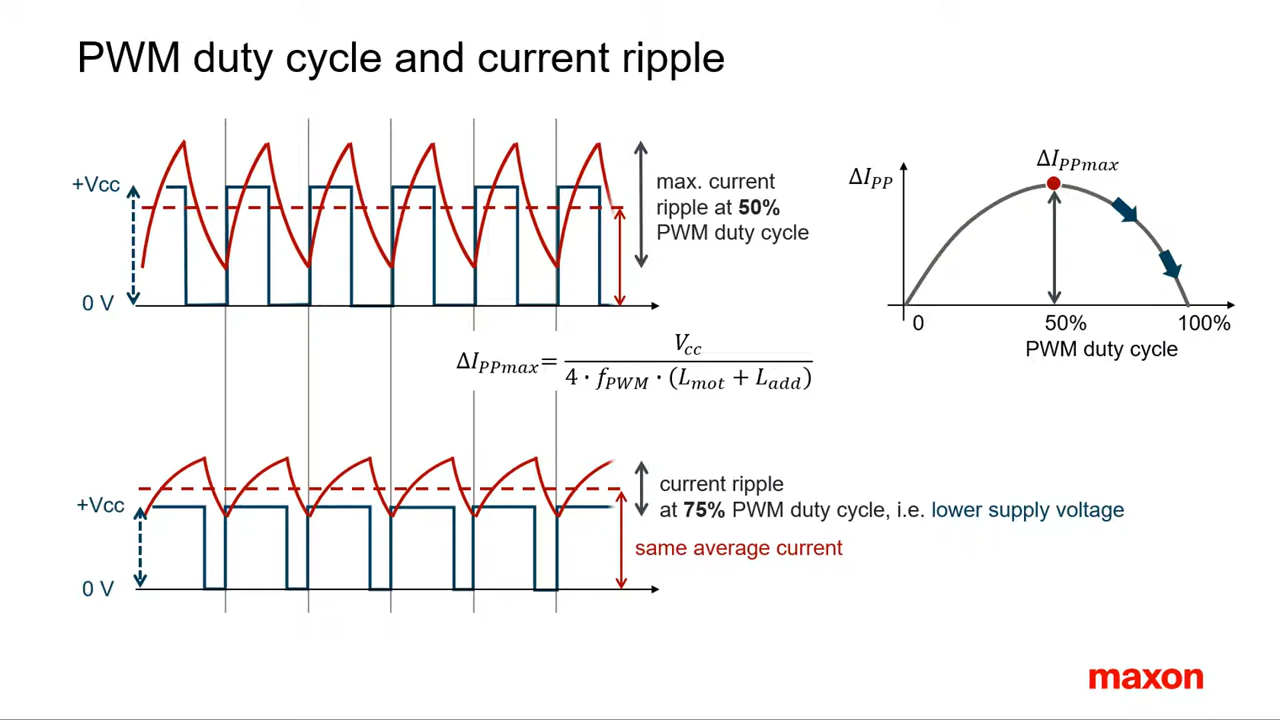 PWM duty cycle and current ripple
+Vcc
0 V
max. current
ripple at 50%
PWM duty cycle
ΔI_PP
ΔI_PPmax
0
50%
100%
PWM duty cycle
ΔI_PPmax = V_cc / (4 · f_PWM · (L_mot + L_add))
+Vcc
0 V
current ripple
at 75% PWM duty cycle, i.e. lower supply voltage
same average current
maxon